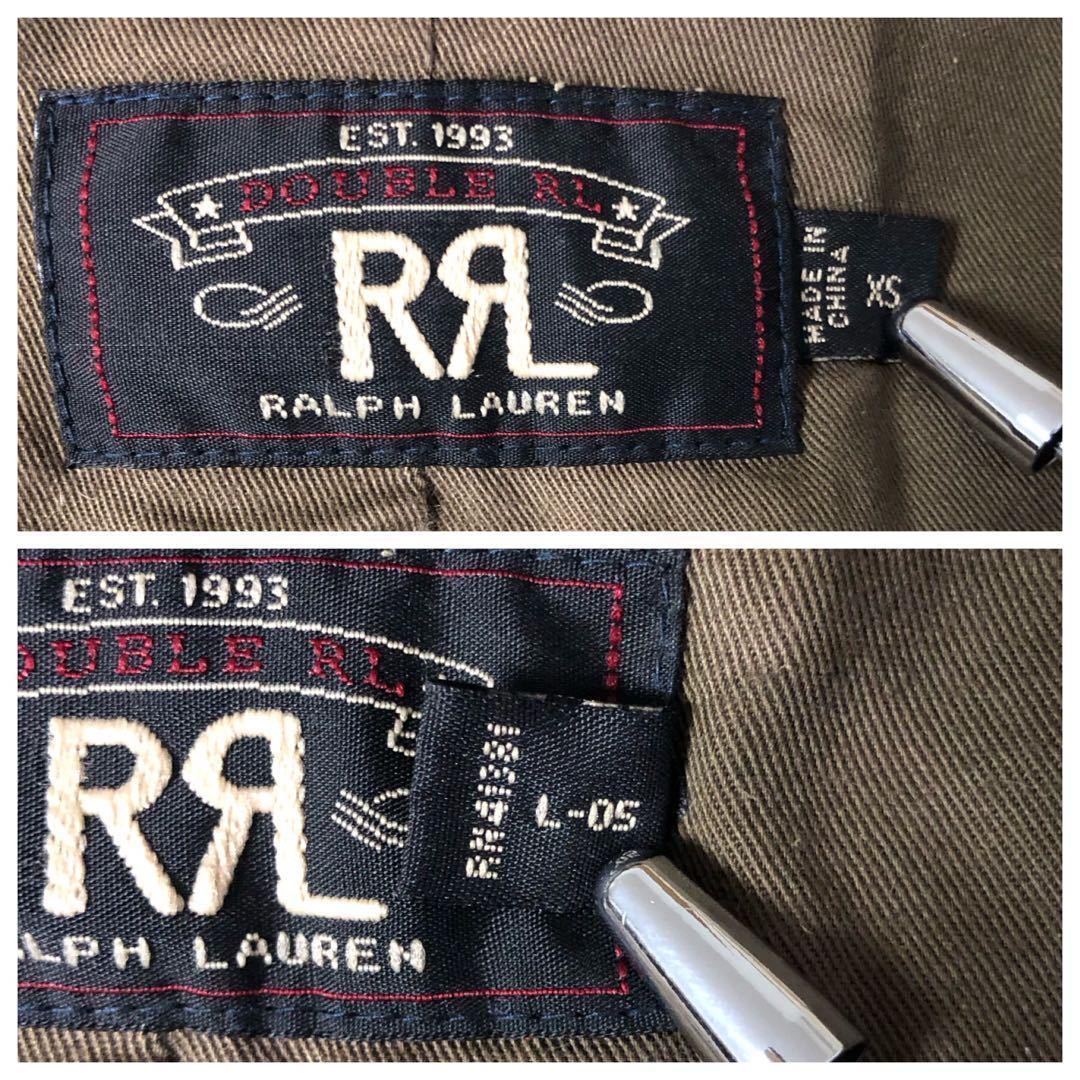 EST. 1993
DOUBLE RL
RRL
RALPH LAUREN
MADE IN
CHINA
XS
EST. 1993
OUBLE RL
RRL
ALPH LAUREN
RN41381
L-05